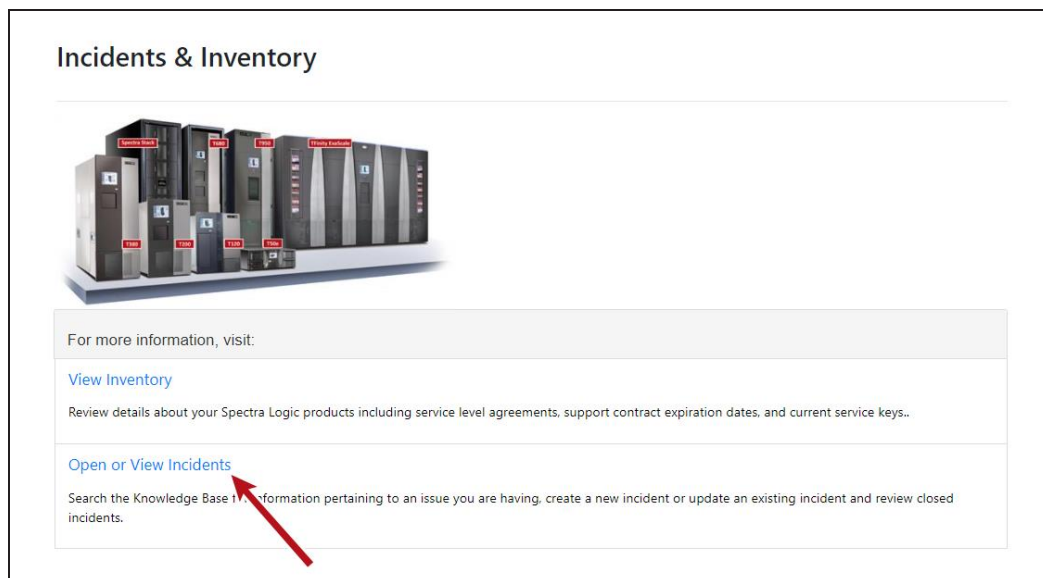 Incidents & Inventory
Spectra Stack
T680
T950
TFinity ExaScale
T380
T200
T120
T50e
For more information, visit:
View Inventory
Review details about your Spectra Logic products including service level agreements, support contract expiration dates, and current service keys..
Open or View Incidents
Search the Knowledge Base information pertaining to an issue you are having, create a new incident or update an existing incident and review closed
incidents.